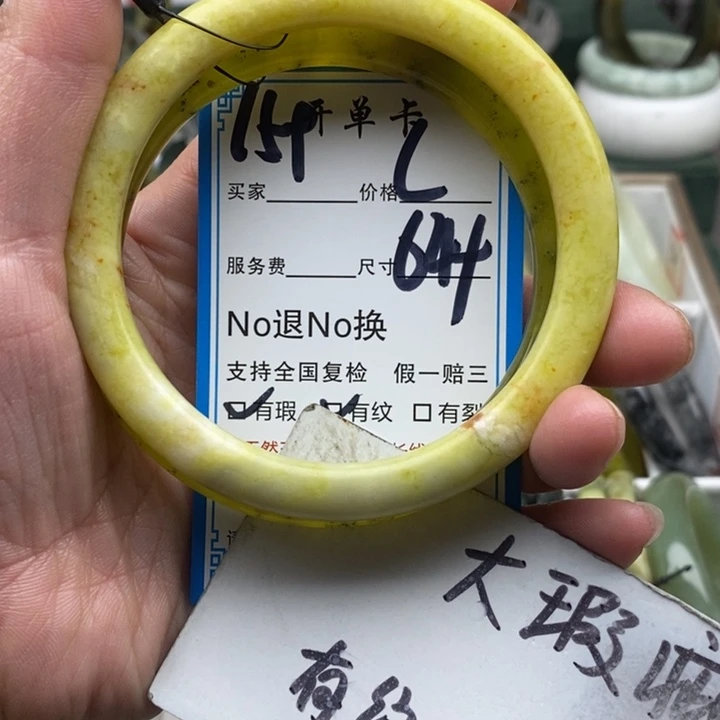 开单卡
159
买家 价格 L
服务费 尺寸 64
No退No换
支持全国复检 假一赔三
有瑕 有纹 有裂
大瑕
有纹